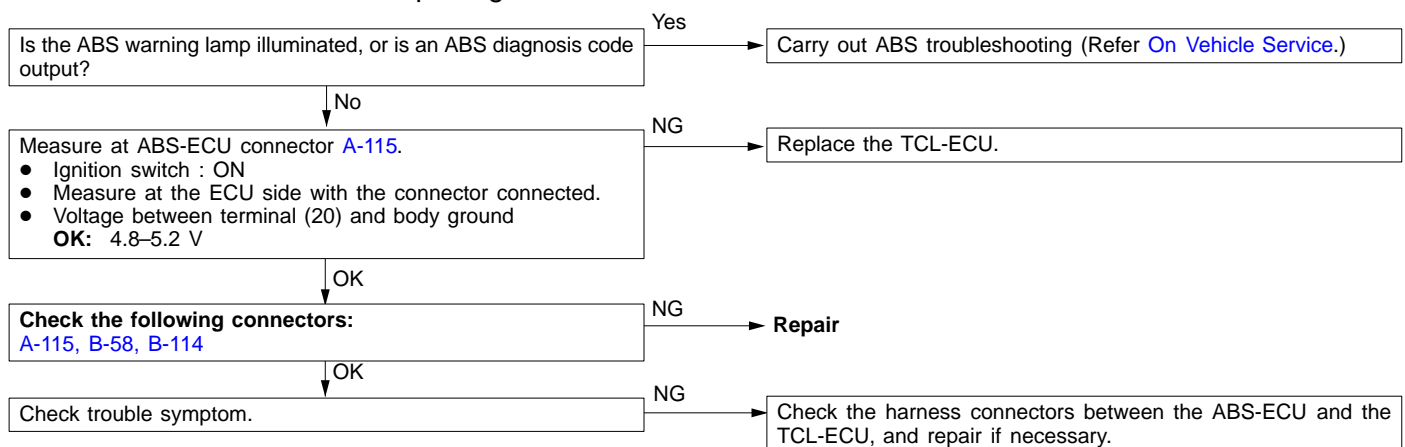 Yes
Is the ABS warning lamp illuminated, or is an ABS diagnosis code
output?
Carry out ABS troubleshooting (Refer On Vehicle Service.)
No
Measure at ABS-ECU connector A-115.
● Ignition switch : ON
● Measure at the ECU side with the connector connected.
● Voltage between terminal (20) and body ground
OK: 4.8–5.2 V
NG
Replace the TCL-ECU.
OK
Check the following connectors:
A-115, B-58, B-114
NG
Repair
OK
Check trouble symptom.
NG
Check the harness connectors between the ABS-ECU and the
TCL-ECU, and repair if necessary.